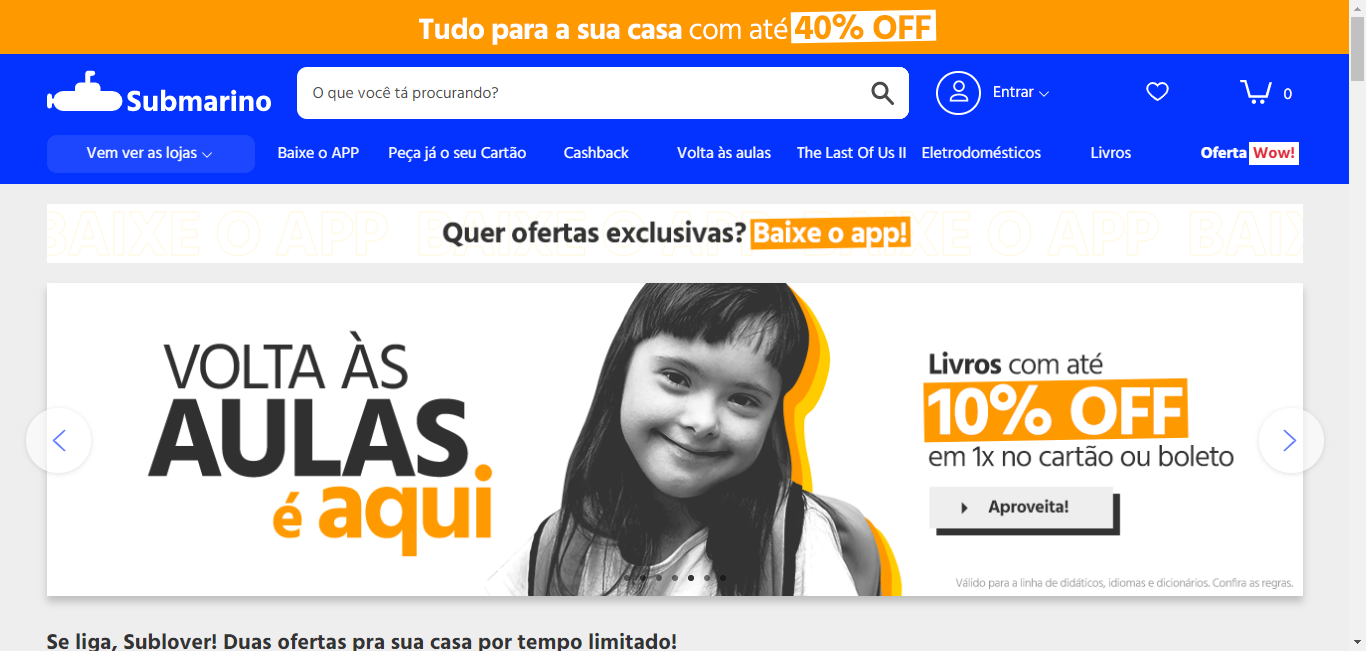 Tudo para a sua casa com até 40% OFF
Submarino
O que você tá procurando?
Entrar
0
Vem ver as lojas
Baixe o APP
Peça já o seu Cartão
Cashback
Volta às aulas
The Last Of Us II
Eletrodomésticos
Livros
Oferta Wow!
BAIXE O APP BAIXE O APP BAIXE O APP BAIX
Quer ofertas exclusivas? Baixe o app!
VOLTA ÀS
AULAS
é aqui
Livros com até
10% OFF
em 1x no cartão ou boleto
Aproveita!
Válido para a linha de didáticos, idiomas e dicionários. Confira as regras.
Se liga, Sublover! Duas ofertas pra sua casa por tempo limitado!